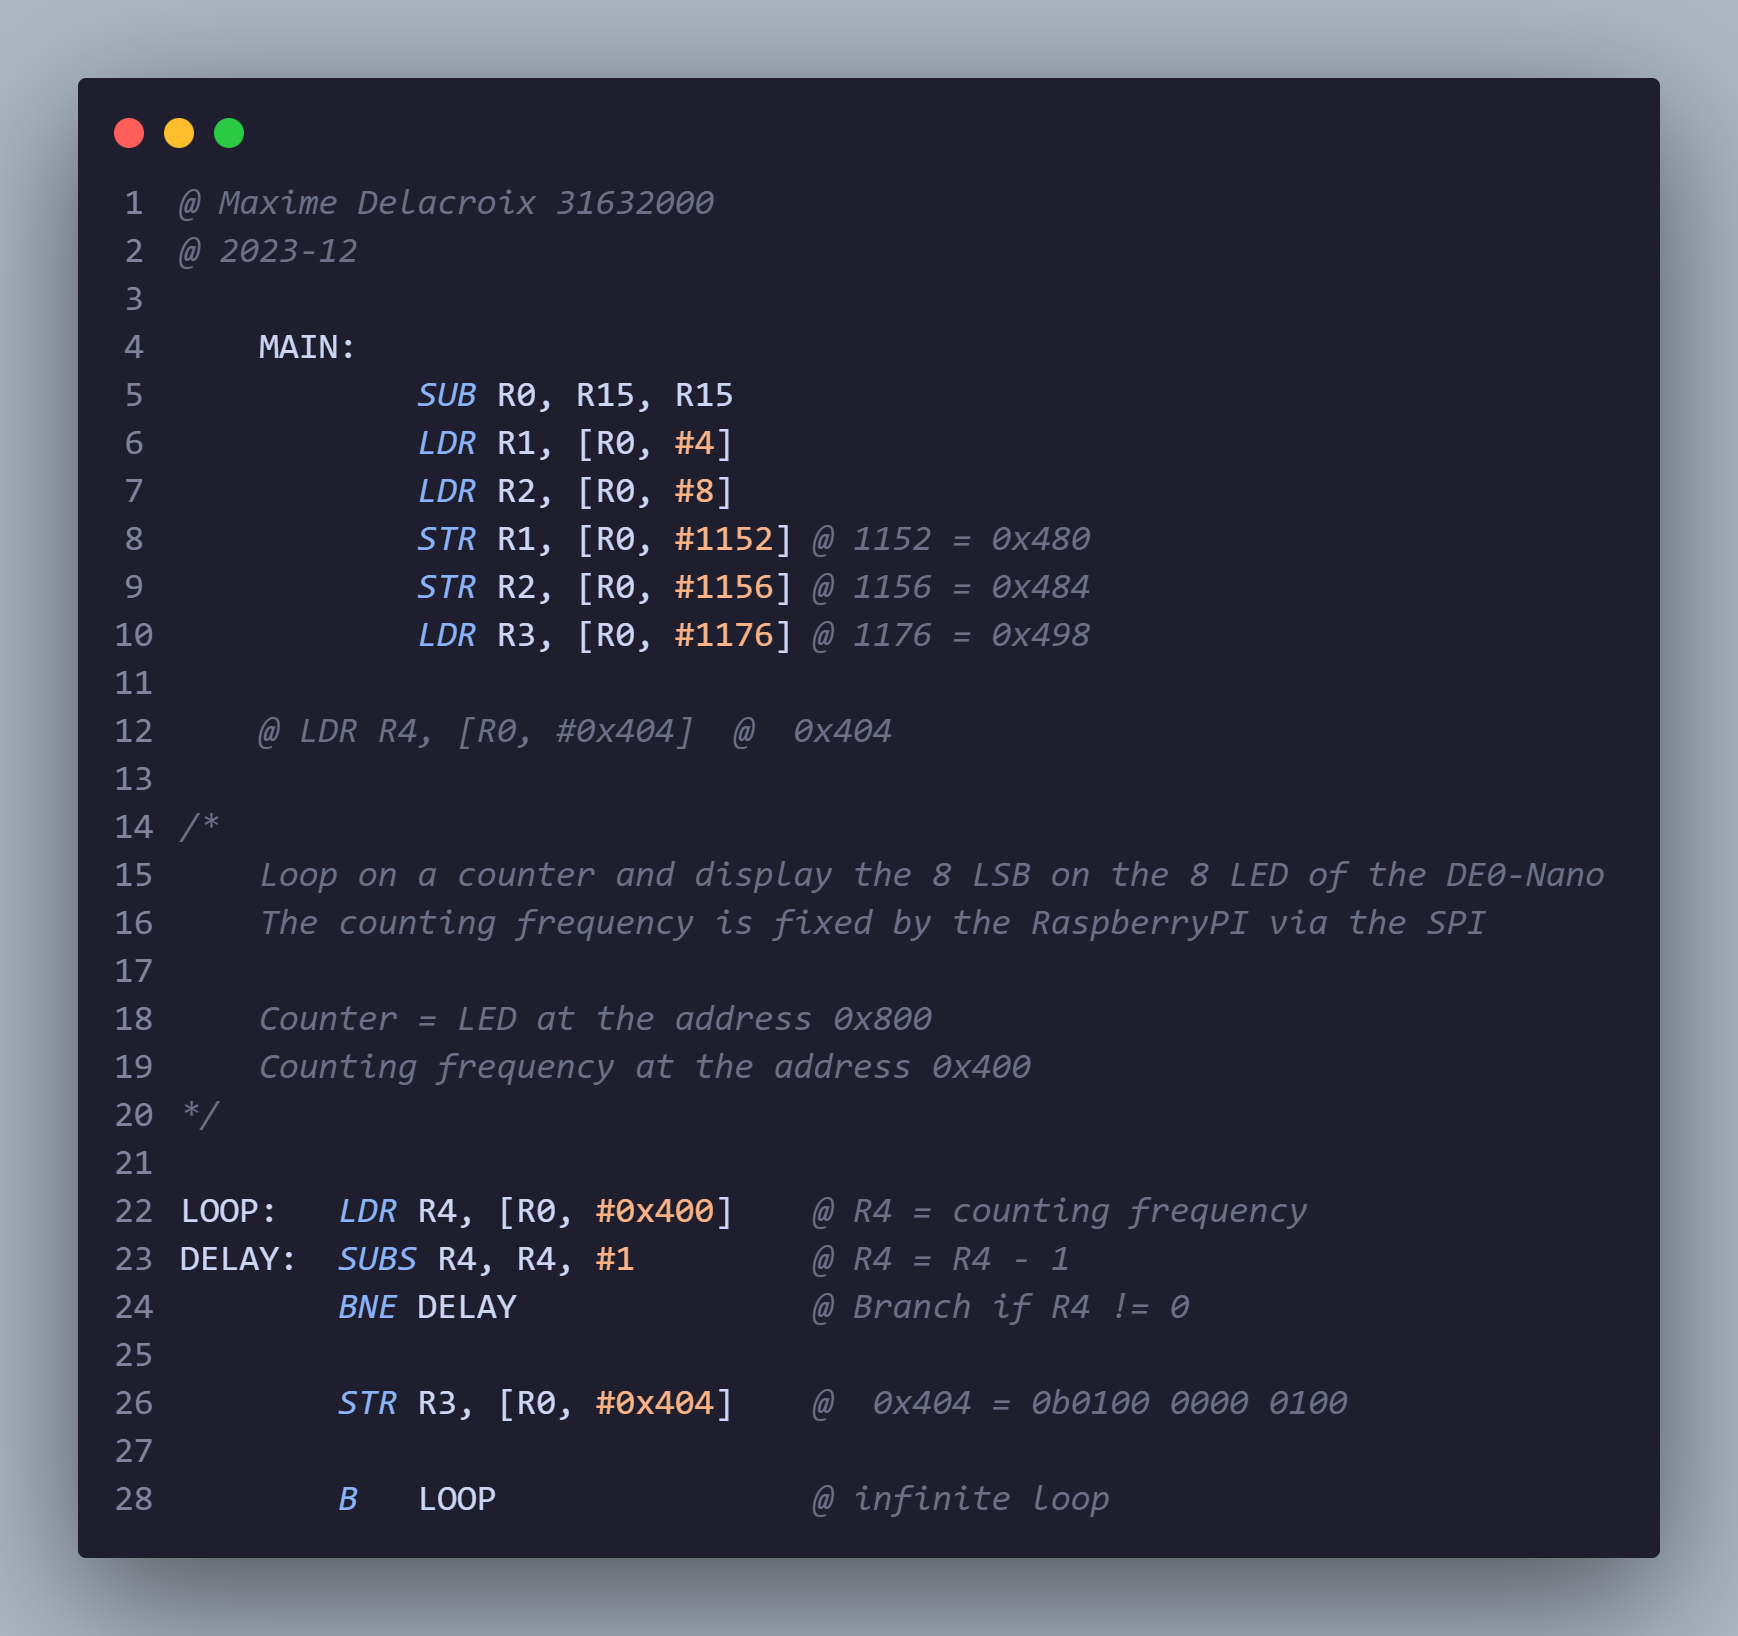 1 @ Maxime Delacroix 31632000
2 @ 2023-12
3
4 MAIN:
5 SUB R0, R15, R15
6 LDR R1, [R0, #4]
7 LDR R2, [R0, #8]
8 STR R1, [R0, #1152] @ 1152 = 0x480
9 STR R2, [R0, #1156] @ 1156 = 0x484
10 LDR R3, [R0, #1176] @ 1176 = 0x498
11
12 @ LDR R4, [R0, #0x404]  @  0x404
13
14 /*
15 Loop on a counter and display the 8 LSB on the 8 LED of the DE0-Nano
16 The counting frequency is fixed by the RaspberryPI via the SPI
17
18 Counter = LED at the address 0x800
19 Counting frequency at the address 0x400
20 */
21
22 LOOP:   LDR R4, [R0, #0x400]    @ R4 = counting frequency
23 DELAY:  SUBS R4, R4, #1         @ R4 = R4 - 1
24 BNE DELAY               @ Branch if R4 != 0
25
26 STR R3, [R0, #0x404]    @  0x404 = 0b0100 0000 0100
27
28 B   LOOP                @ infinite loop